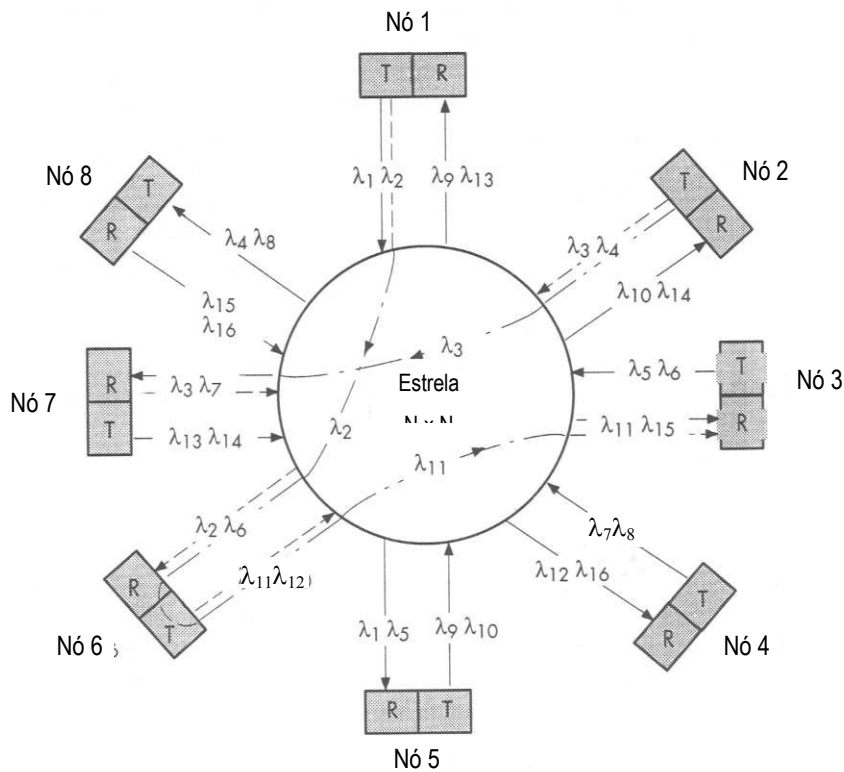 Nó 1
T R
λ1 λ2
λ9 λ13
Nó 8
T
R
λ4 λ8
λ15
λ16
Nó 2
T
R
λ3 λ4
λ10 λ14
λ3
Estrela
N x N
λ2
λ11
Nó 7
R
T
λ3 λ7
λ13 λ14
Nó 3
T
R
λ5 λ6
λ11 λ15
λ2 λ6
(λ11λ12)
R
T
Nó 6
λ7λ8
λ12 λ16
T
R
Nó 4
λ1 λ5
λ9 λ10
R T
Nó 5